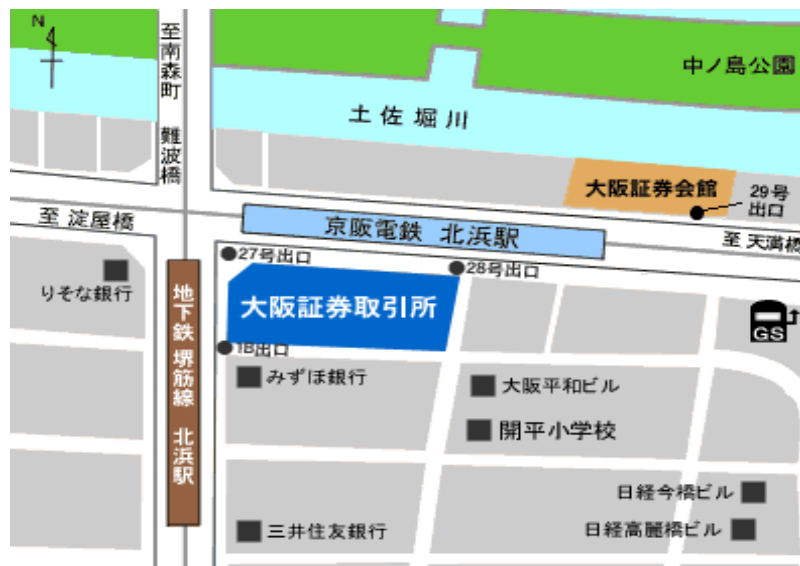 N
至南森町
難波橋
中ノ島公園
土佐堀川
大阪証券会館
29号
出口
至 淀屋橋
京阪電鉄 北浜駅
至 天満橋
27号出口
28号出口
りそな銀行
地下鉄 堺筋線 北浜駅
大阪証券取引所
GS
1B出口
みずほ銀行
大阪平和ビル
開平小学校
日経今橋ビル
三井住友銀行
日経高麗橋ビル